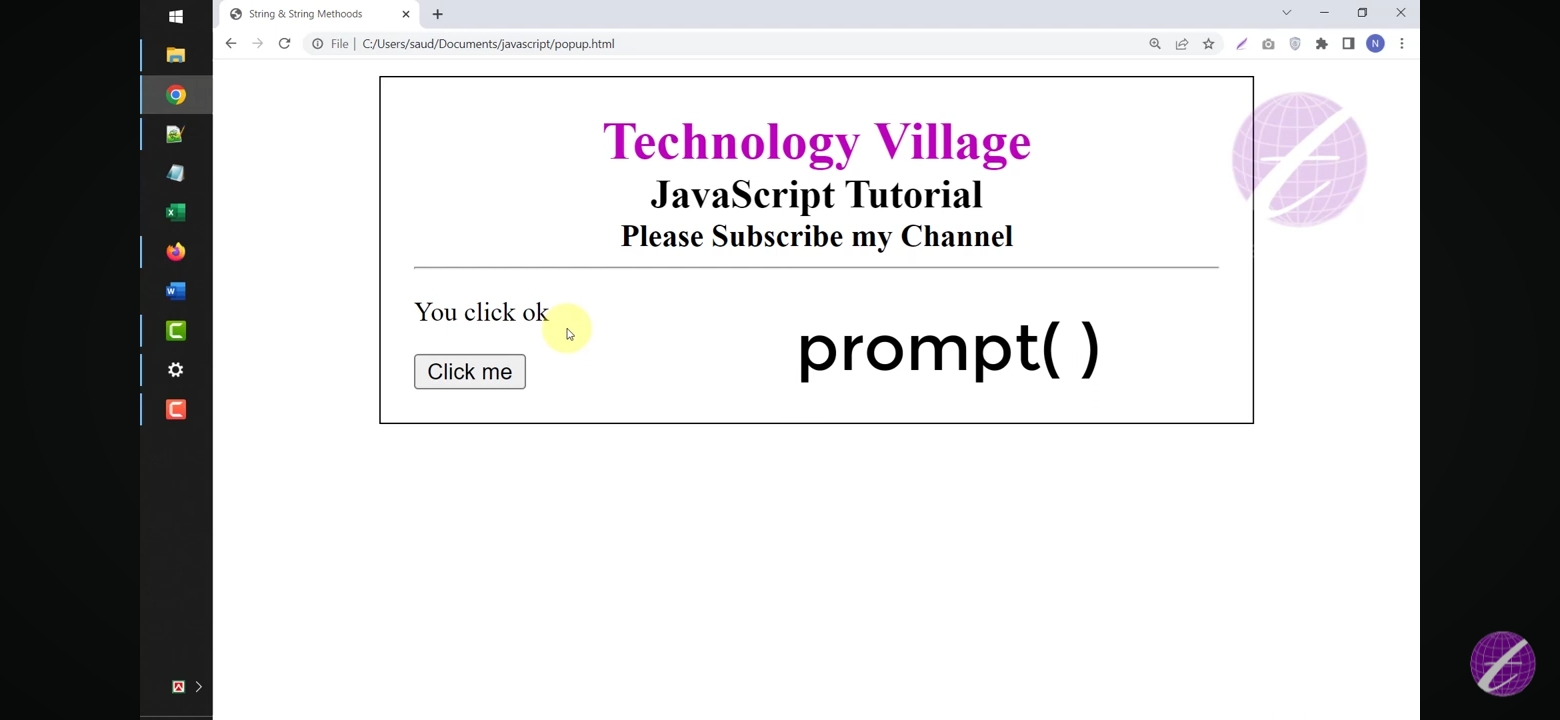 String & String Methoods
File
C:/Users/saud/Documents/javascript/popup.html
N
Technology Village
JavaScript Tutorial
Please Subscribe my Channel
You click ok
prompt( )
Click me